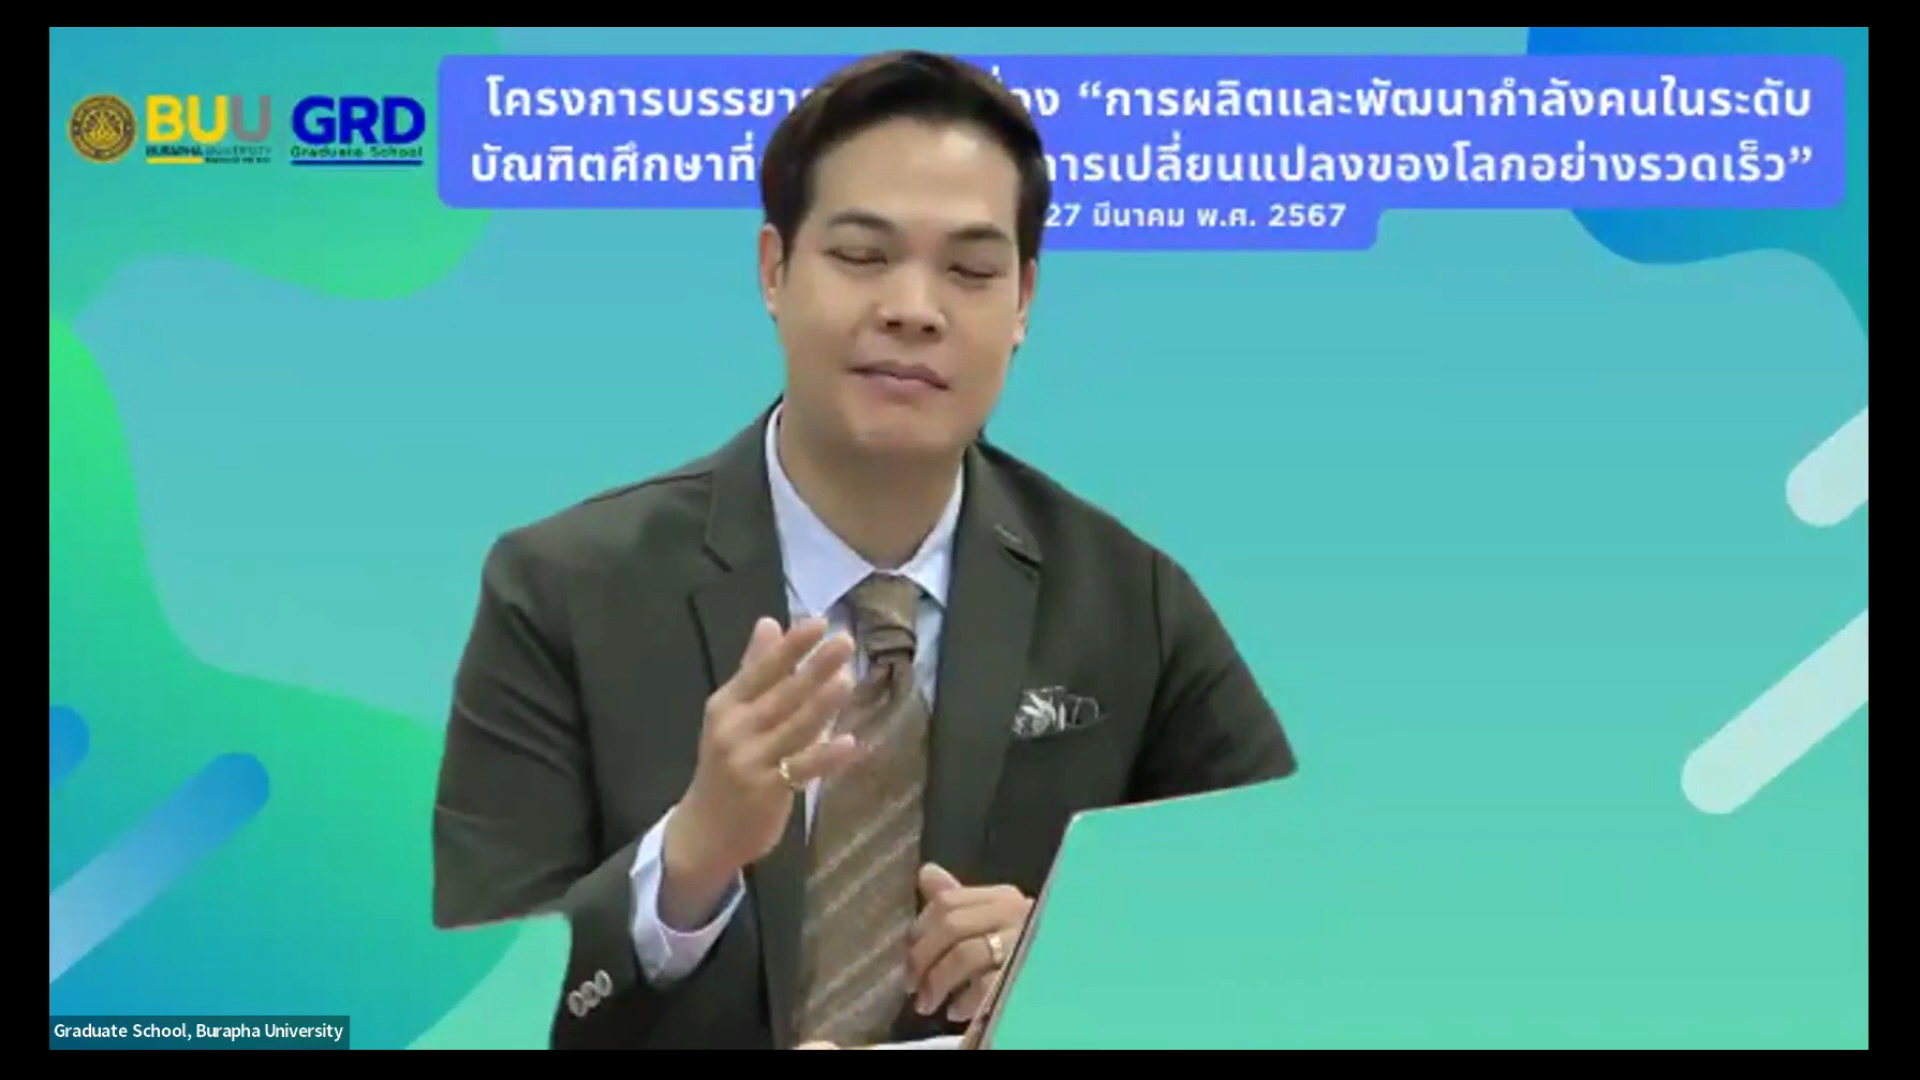 BUU
BURAPHA UNIVERSITY
GRD
Graduate School
โครงการบรรยาย "การผลิตและพัฒนากำลังคนในระดับ
บัณฑิตศึกษาที่ การเปลี่ยนแปลงของโลกอย่างรวดเร็ว"
27 มีนาคม พ.ศ. 2567
Graduate School, Burapha University